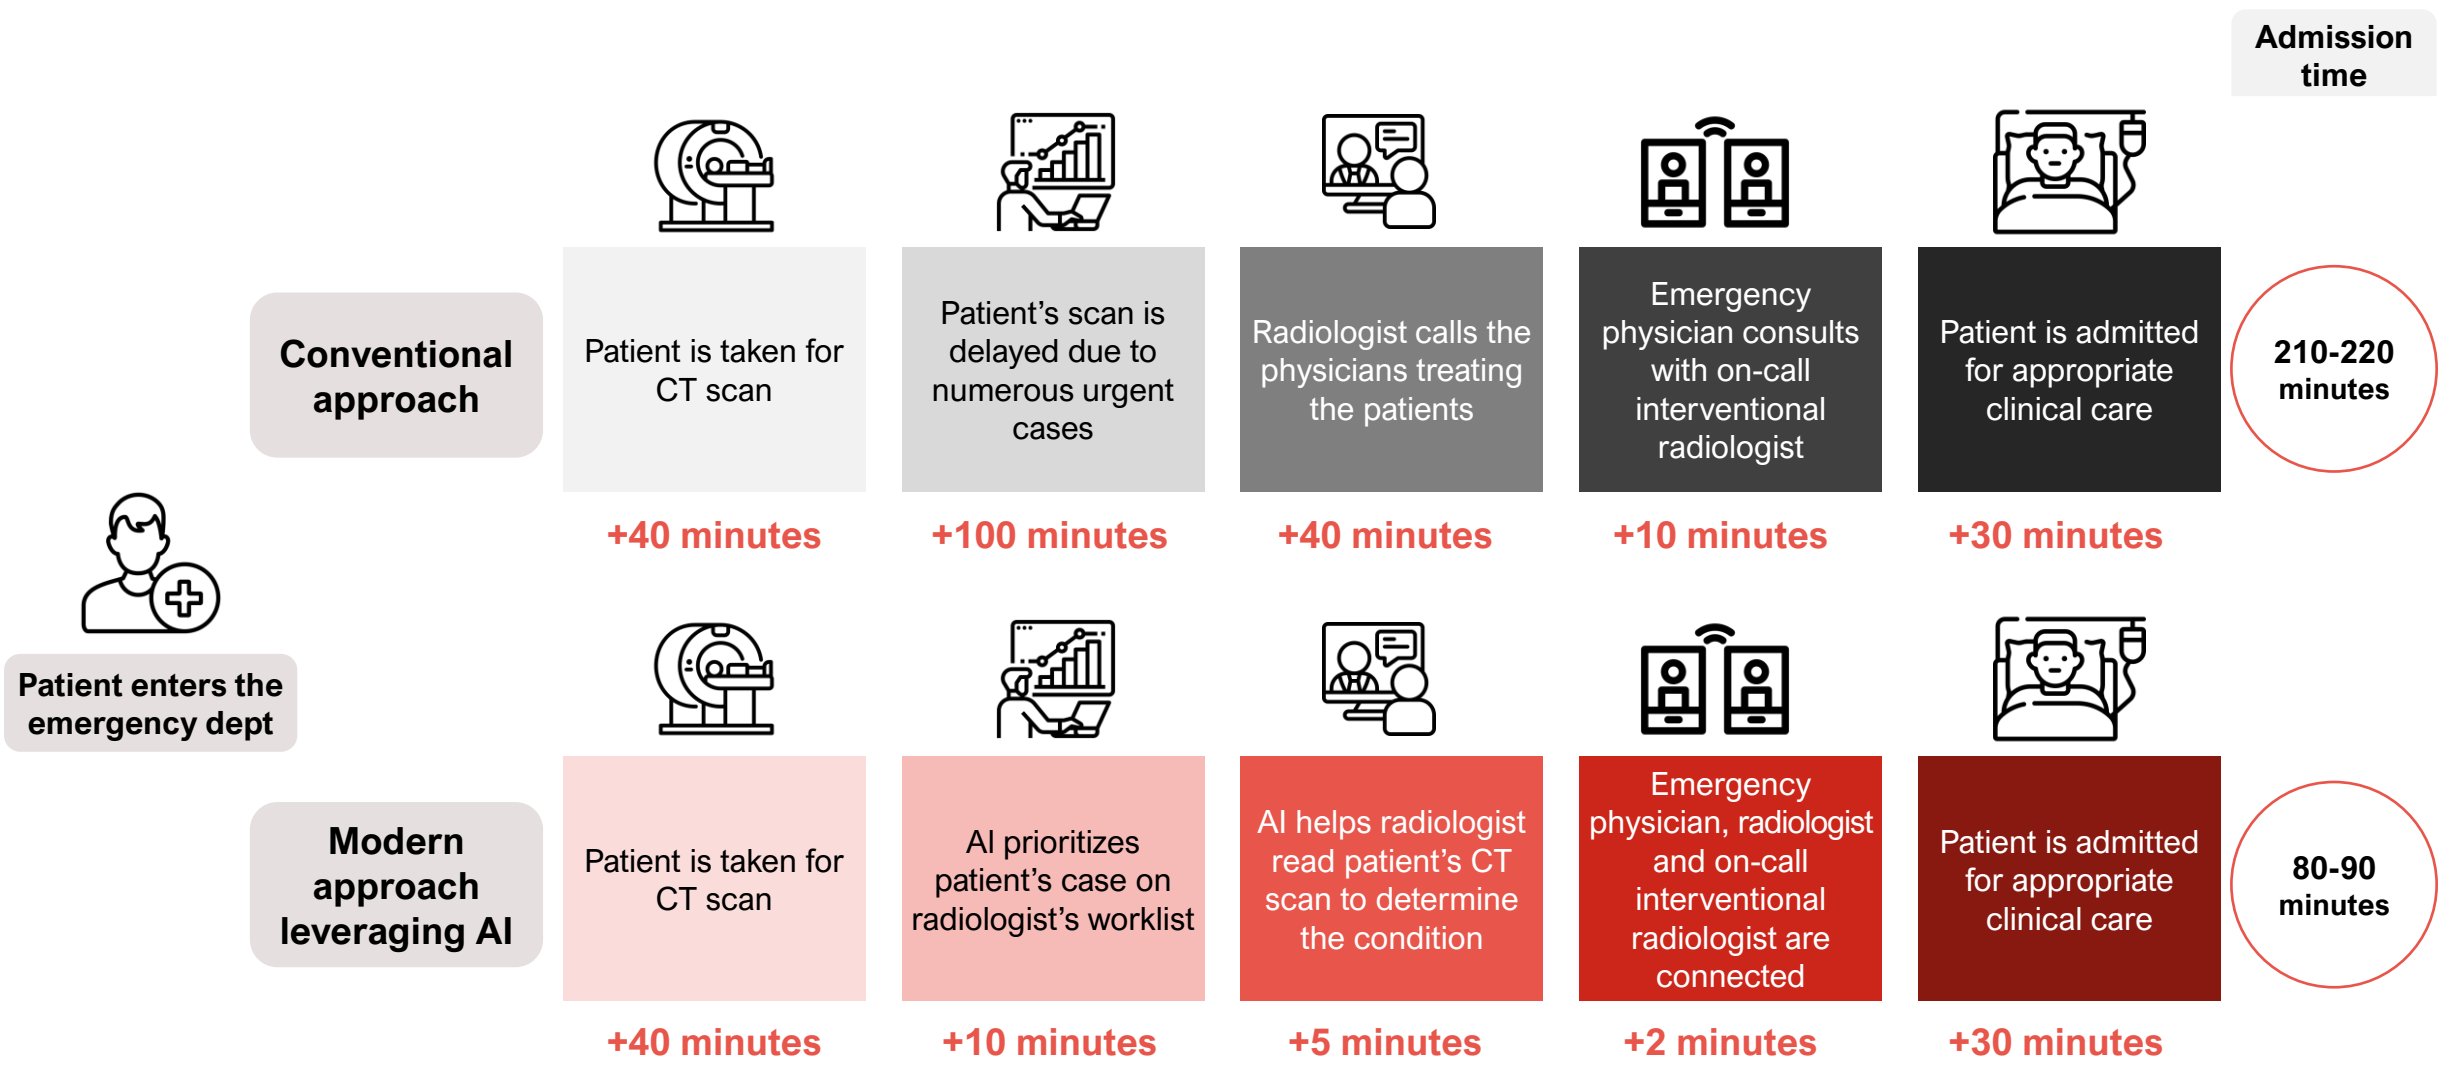 Admission
time
Conventional
approach
Patient is taken for
CT scan
Patient’s scan is
delayed due to
numerous urgent
cases
Radiologist calls the
physicians treating
the patients
Emergency
physician consults
with on-call
interventional
radiologist
Patient is admitted
for appropriate
clinical care
210-220
minutes
+40 minutes
+100 minutes
+40 minutes
+10 minutes
+30 minutes
Patient enters the
emergency dept
Modern
approach
leveraging AI
Patient is taken for
CT scan
AI prioritizes
patient’s case on
radiologist’s worklist
AI helps radiologist
read patient’s CT
scan to determine
the condition
Emergency
physician, radiologist
and on-call
interventional
radiologist are
connected
Patient is admitted
for appropriate
clinical care
80-90
minutes
+40 minutes
+10 minutes
+5 minutes
+2 minutes
+30 minutes